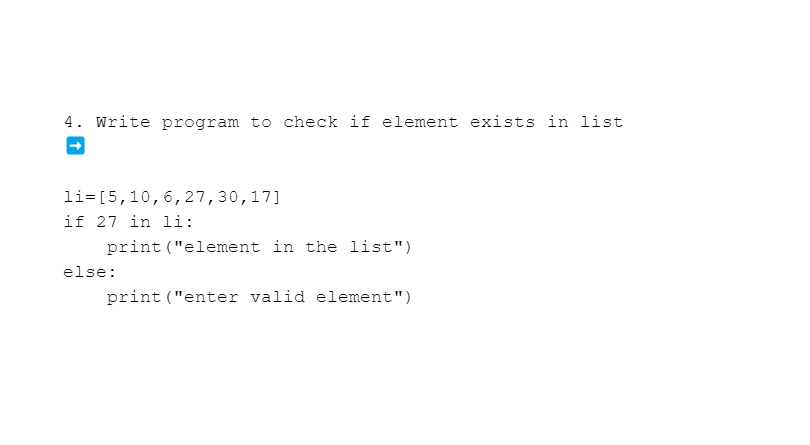 4. Write program to check if element exists in list
➡
li=[5,10,6,27,30,17]
if 27 in li:
    print("element in the list")
else:
    print("enter valid element")